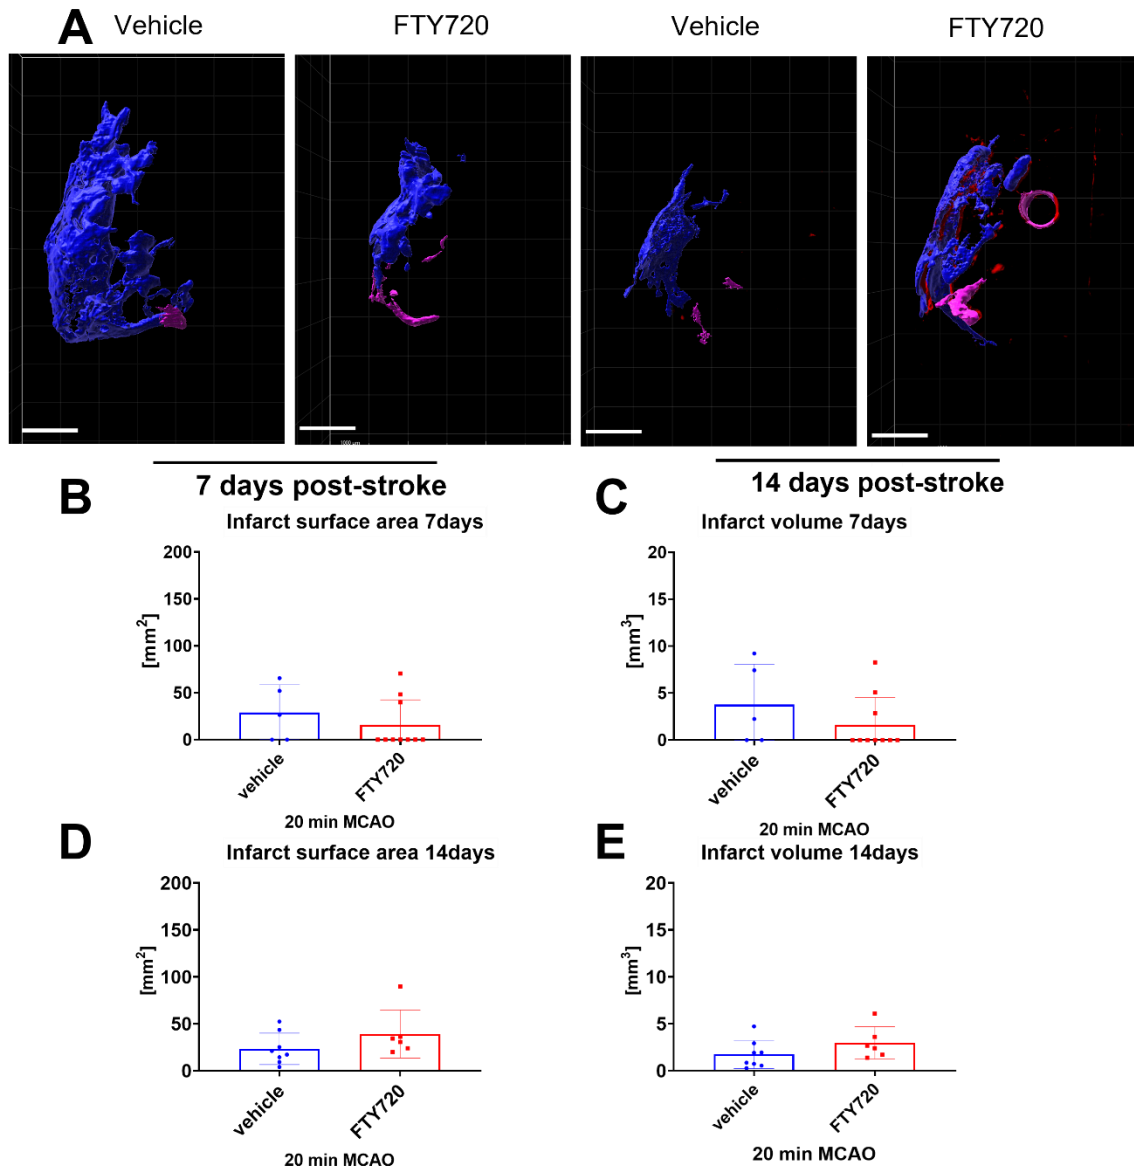 A
Vehicle
FTY720
Vehicle
FTY720
1000 µm
7 days post-stroke
14 days post-stroke
B
Infarct surface area 7days
200
150
100
50
0
[mm²]
vehicle
FTY720
20 min MCAO
C
Infarct volume 7days
20
15
10
5
0
[mm³]
vehicle
FTY720
20 min MCAO
D
Infarct surface area 14days
200
150
100
50
0
[mm²]
vehicle
FTY720
20 min MCAO
E
Infarct volume 14days
20
15
10
5
0
[mm³]
vehicle
FTY720
20 min MCAO